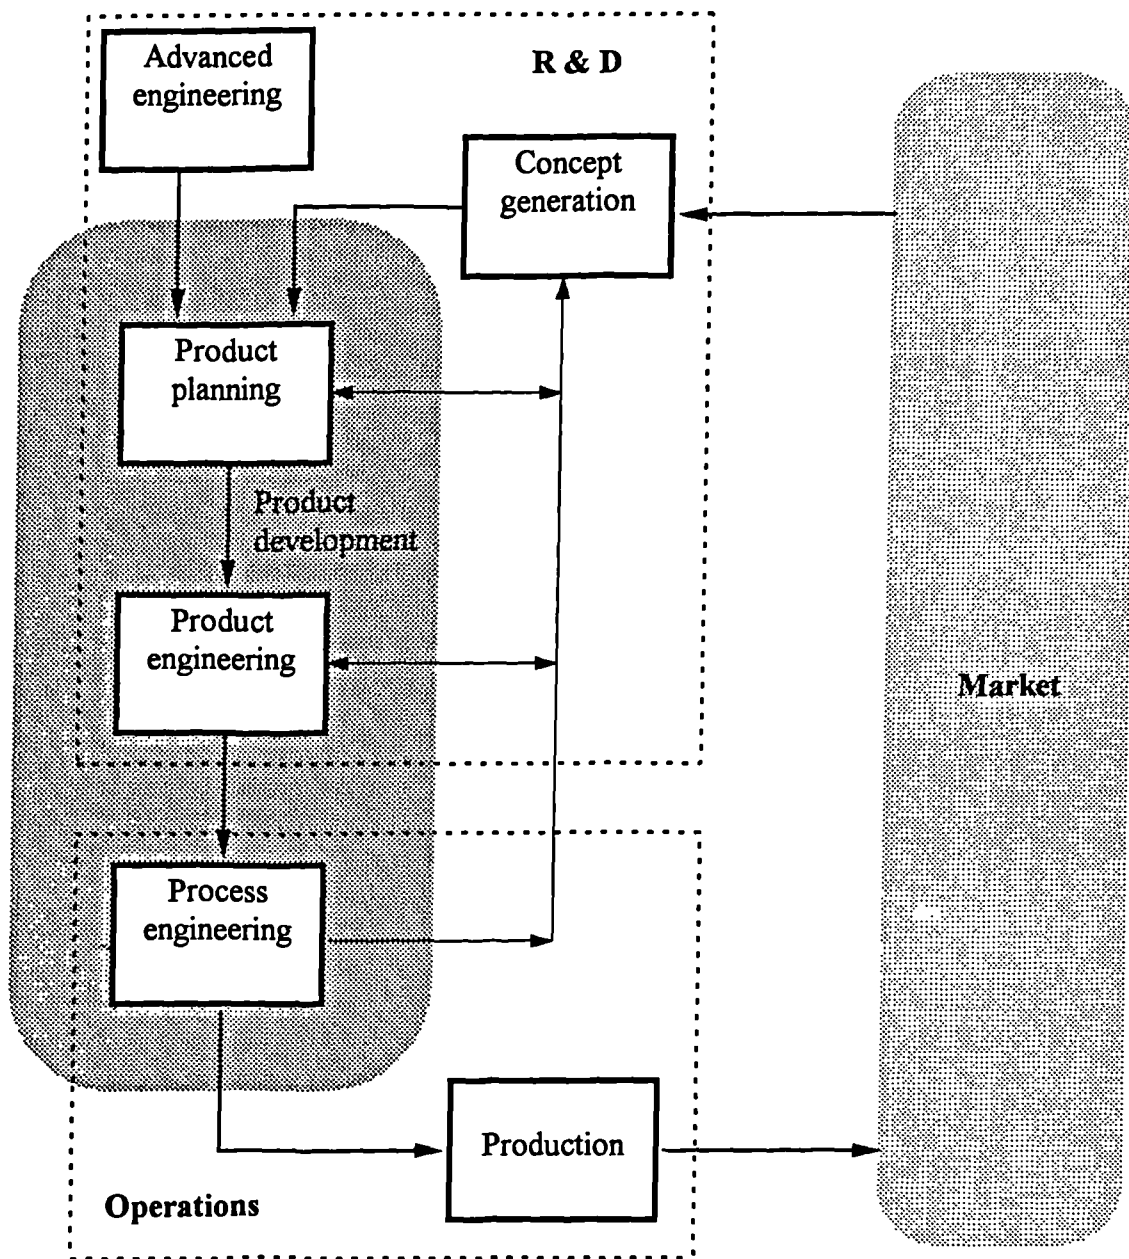 Advanced
engineering
R & D
Concept
generation
Product
planning
Product
development
Product
engineering
Market
Process
engineering
Production
Operations